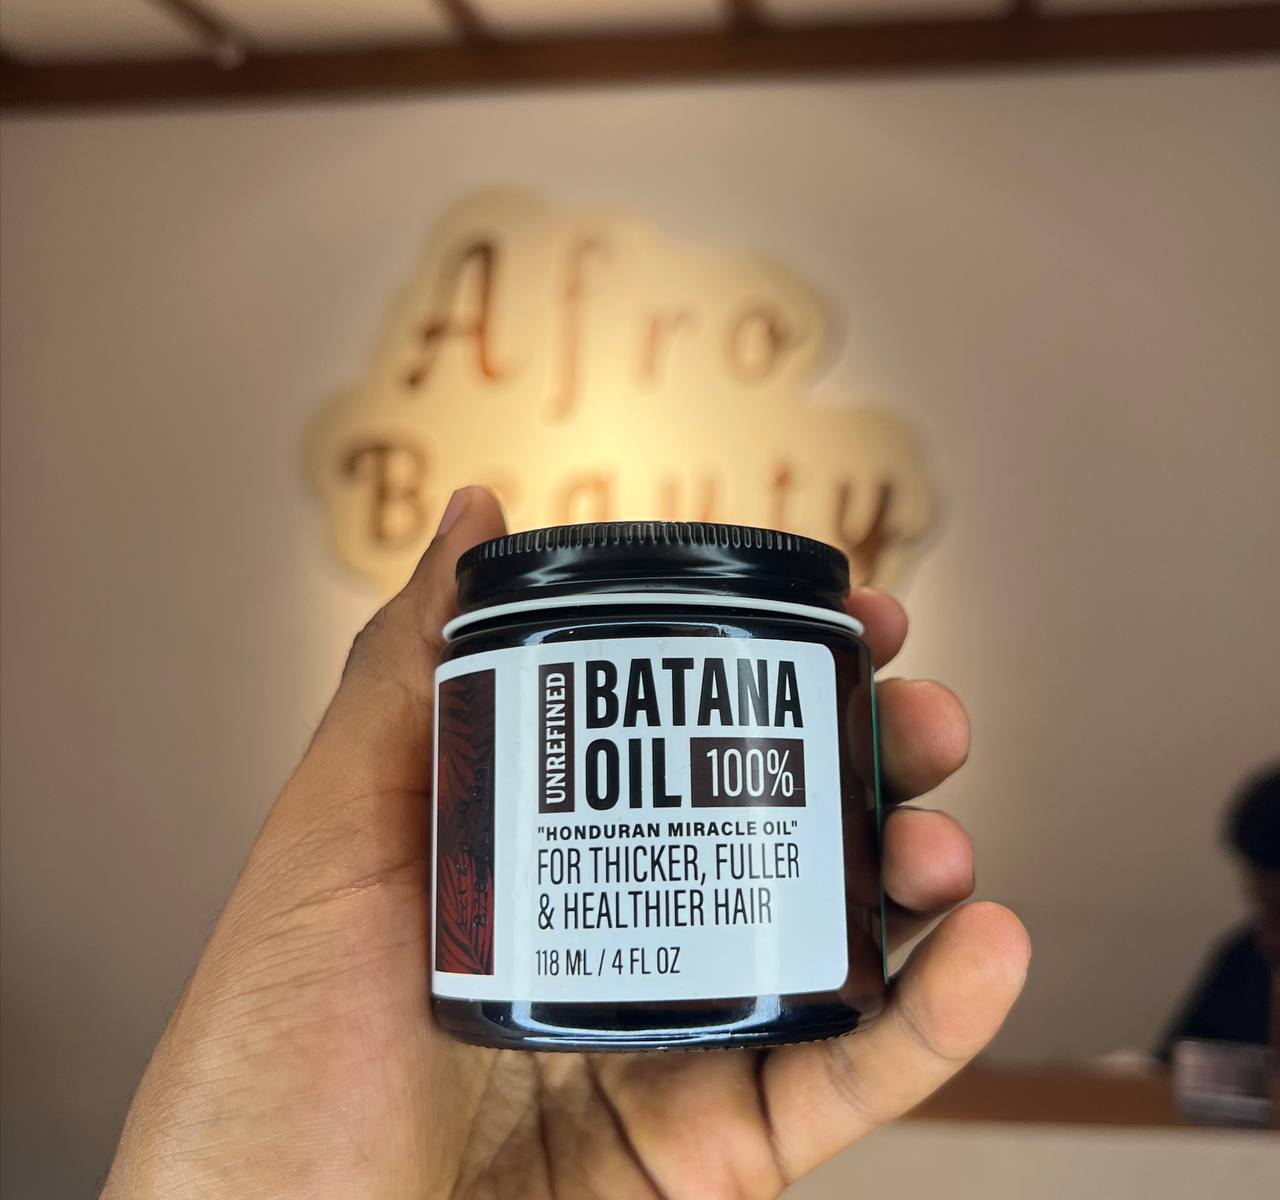 Afro
Beauty
UNREFINED
BATANA
OIL 100%
"HONDURAN MIRACLE OIL"
FOR THICKER, FULLER
& HEALTHIER HAIR
118 ML / 4 FL OZ